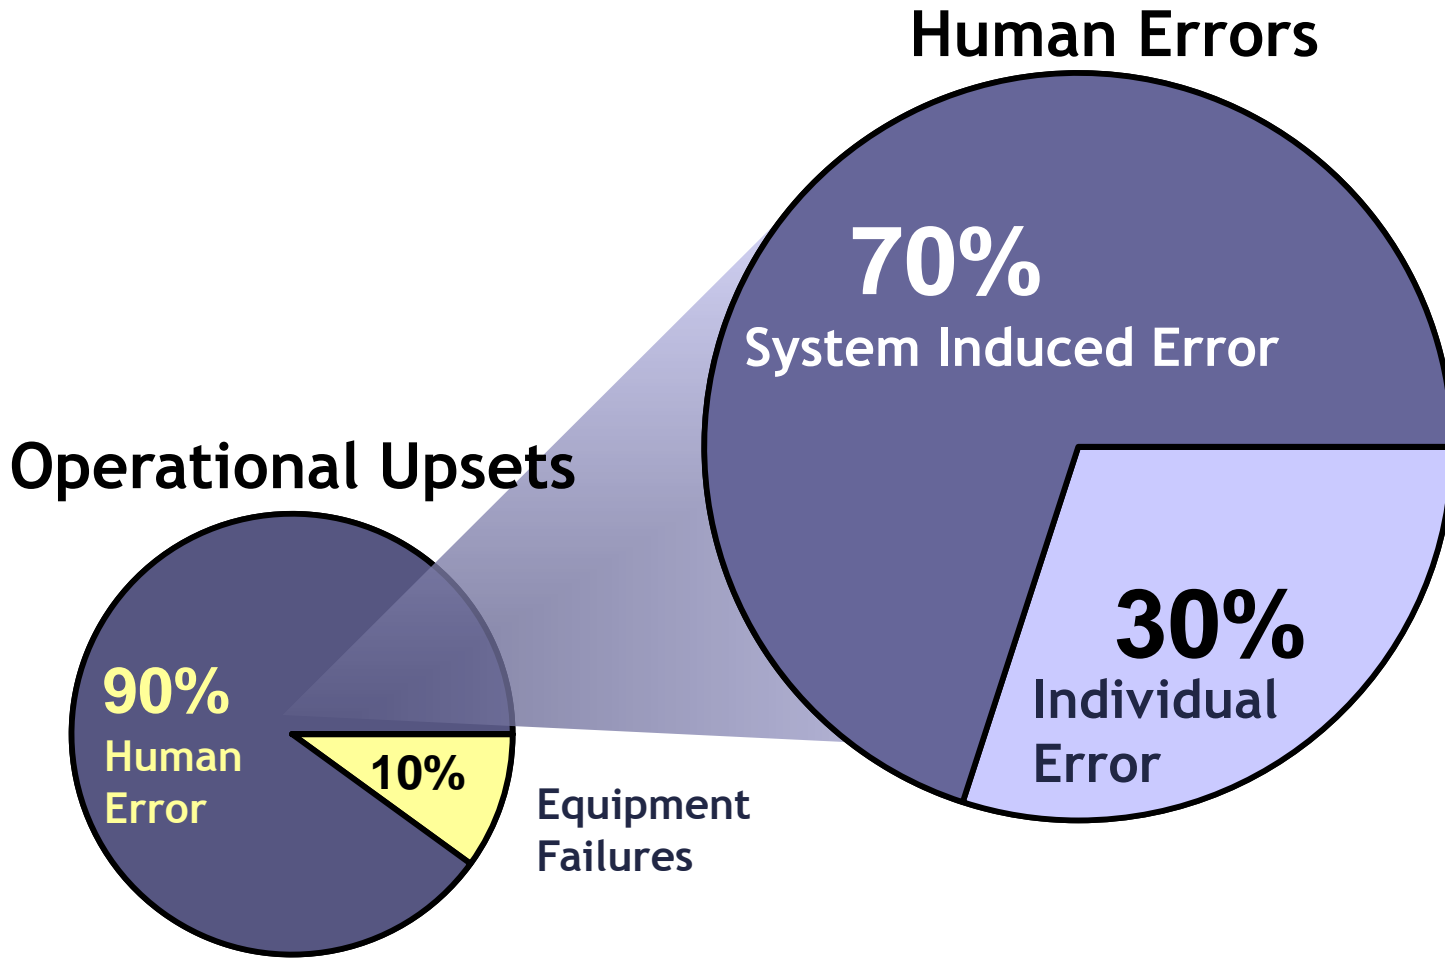 Human Errors
70%
System Induced Error
30%
Individual
Error
Operational Upsets
90%
Human
Error
10%
Equipment
Failures